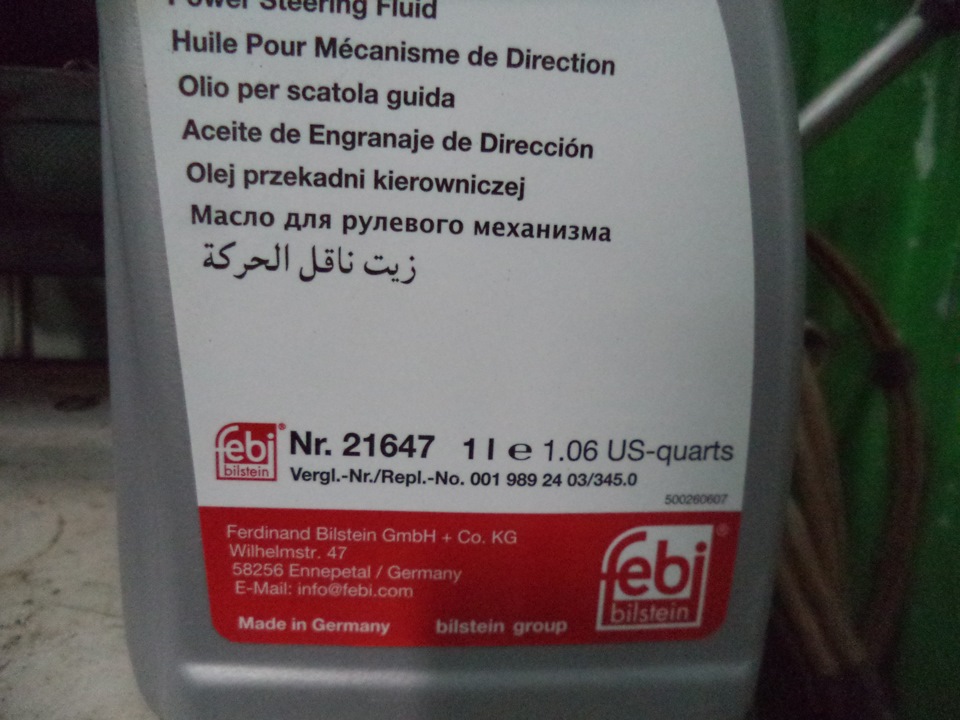 Power Steering Fluid
Huile Pour Mécanisme de Direction
Olio per scatola guida
Aceite de Engranaje de Dirección
Olej przekadni kierowniczej
Масло для рулевого механизма
زيت ناقل الحركة
febi® bilstein
Nr. 21647 1 l ℮ 1.06 US-quarts
Vergl.-Nr./Repl.-No. 001 989 24 03/345.0
500260607
Ferdinand Bilstein GmbH + Co. KG
Wilhelmstr. 47
58256 Ennepetal / Germany
E-Mail: info@febi.com
Made in Germany bilstein group
febi® bilstein